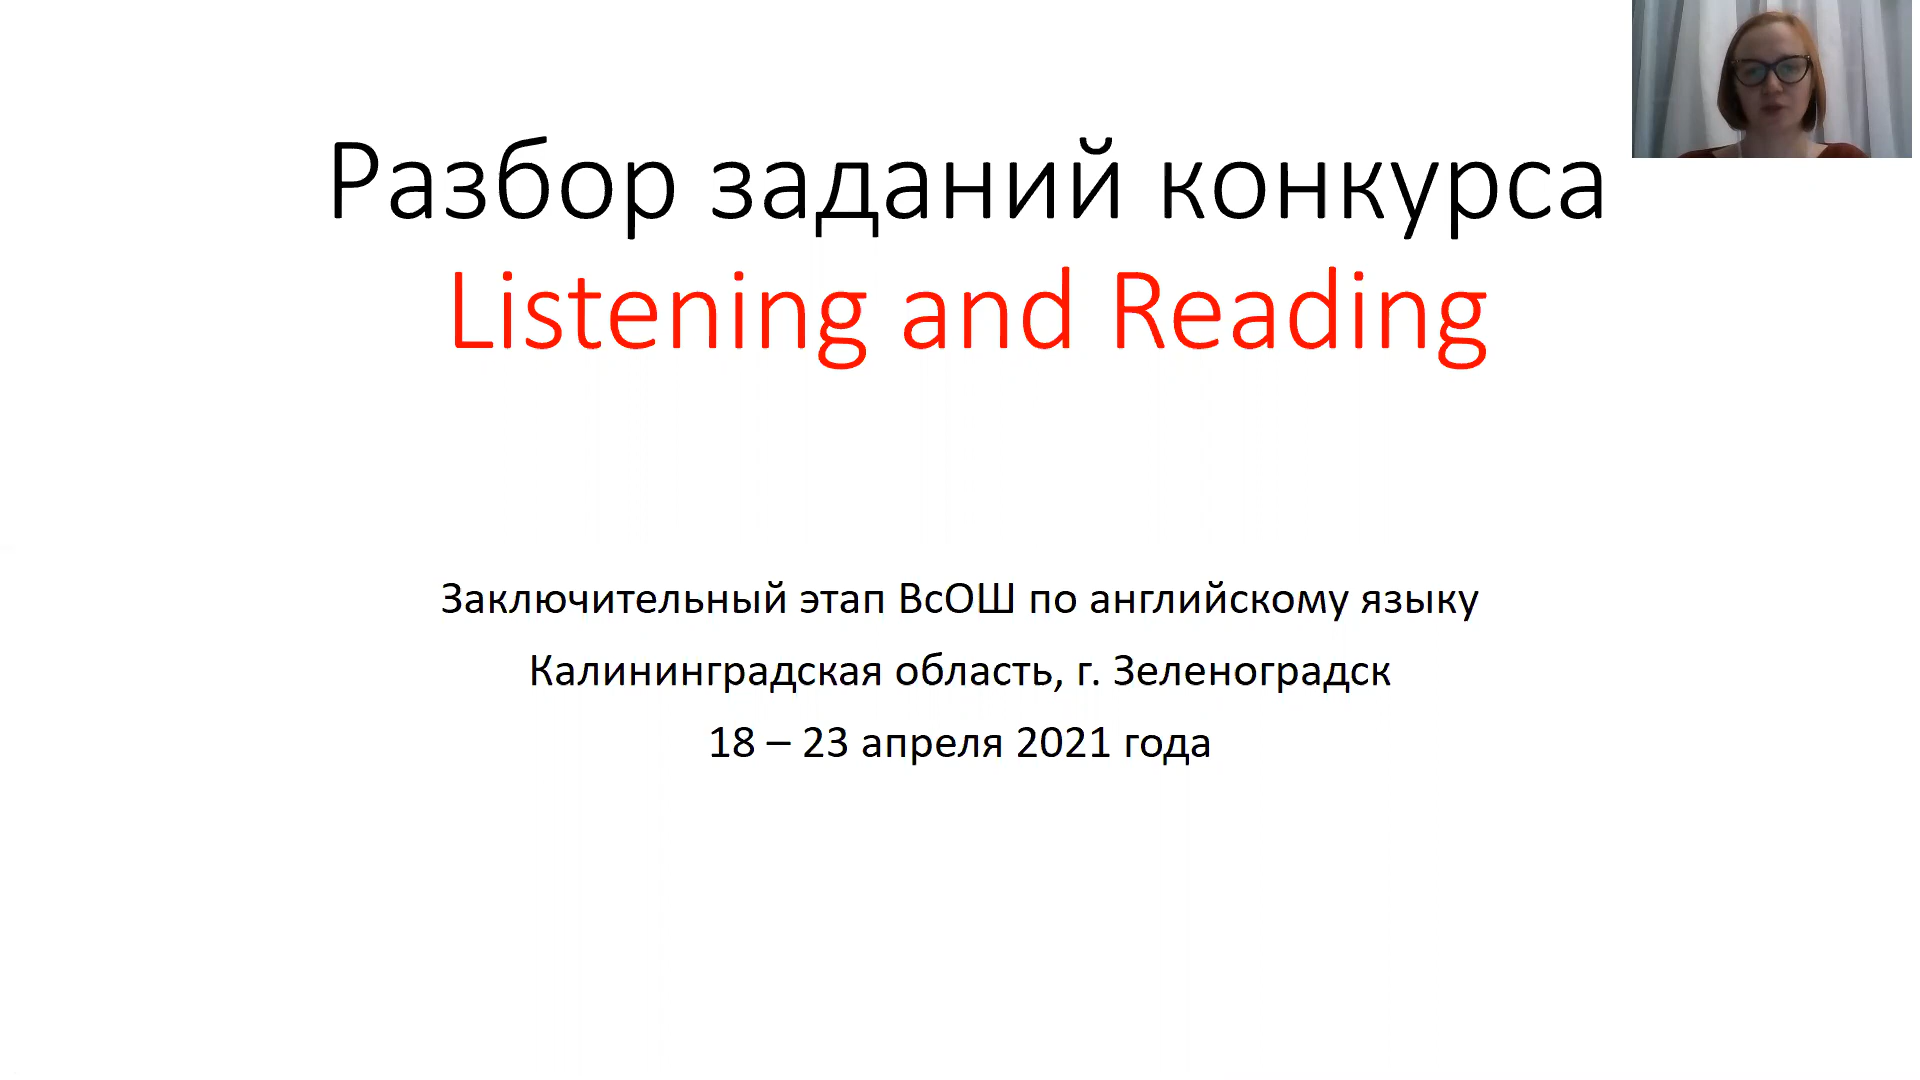 Разбор заданий конкурса
Listening and Reading
Заключительный этап ВсОШ по английскому языку
Калининградская область, г. Зеленоградск
18 – 23 апреля 2021 года